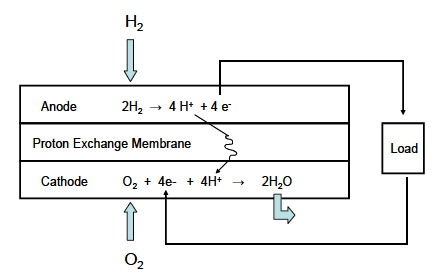 H₂
Anode 2H₂ → 4 H⁺ + 4 e⁻
Proton Exchange Membrane
Load
Cathode O₂ + 4e- + 4H⁺ → 2H₂O
O₂